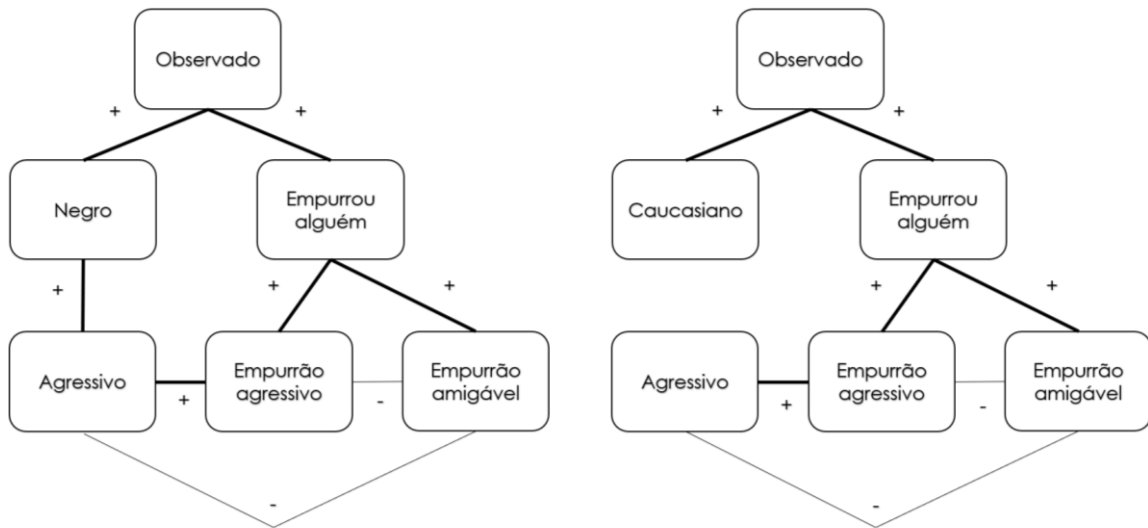 Observado
+
+
Negro
Empurrou
alguém
+
+
+
Agressivo
Empurrão
agressivo
Empurrão
amigável
+
-
-
Observado
+
+
Caucasiano
Empurrou
alguém
+
+
Agressivo
Empurrão
agressivo
Empurrão
amigável
+
-
-